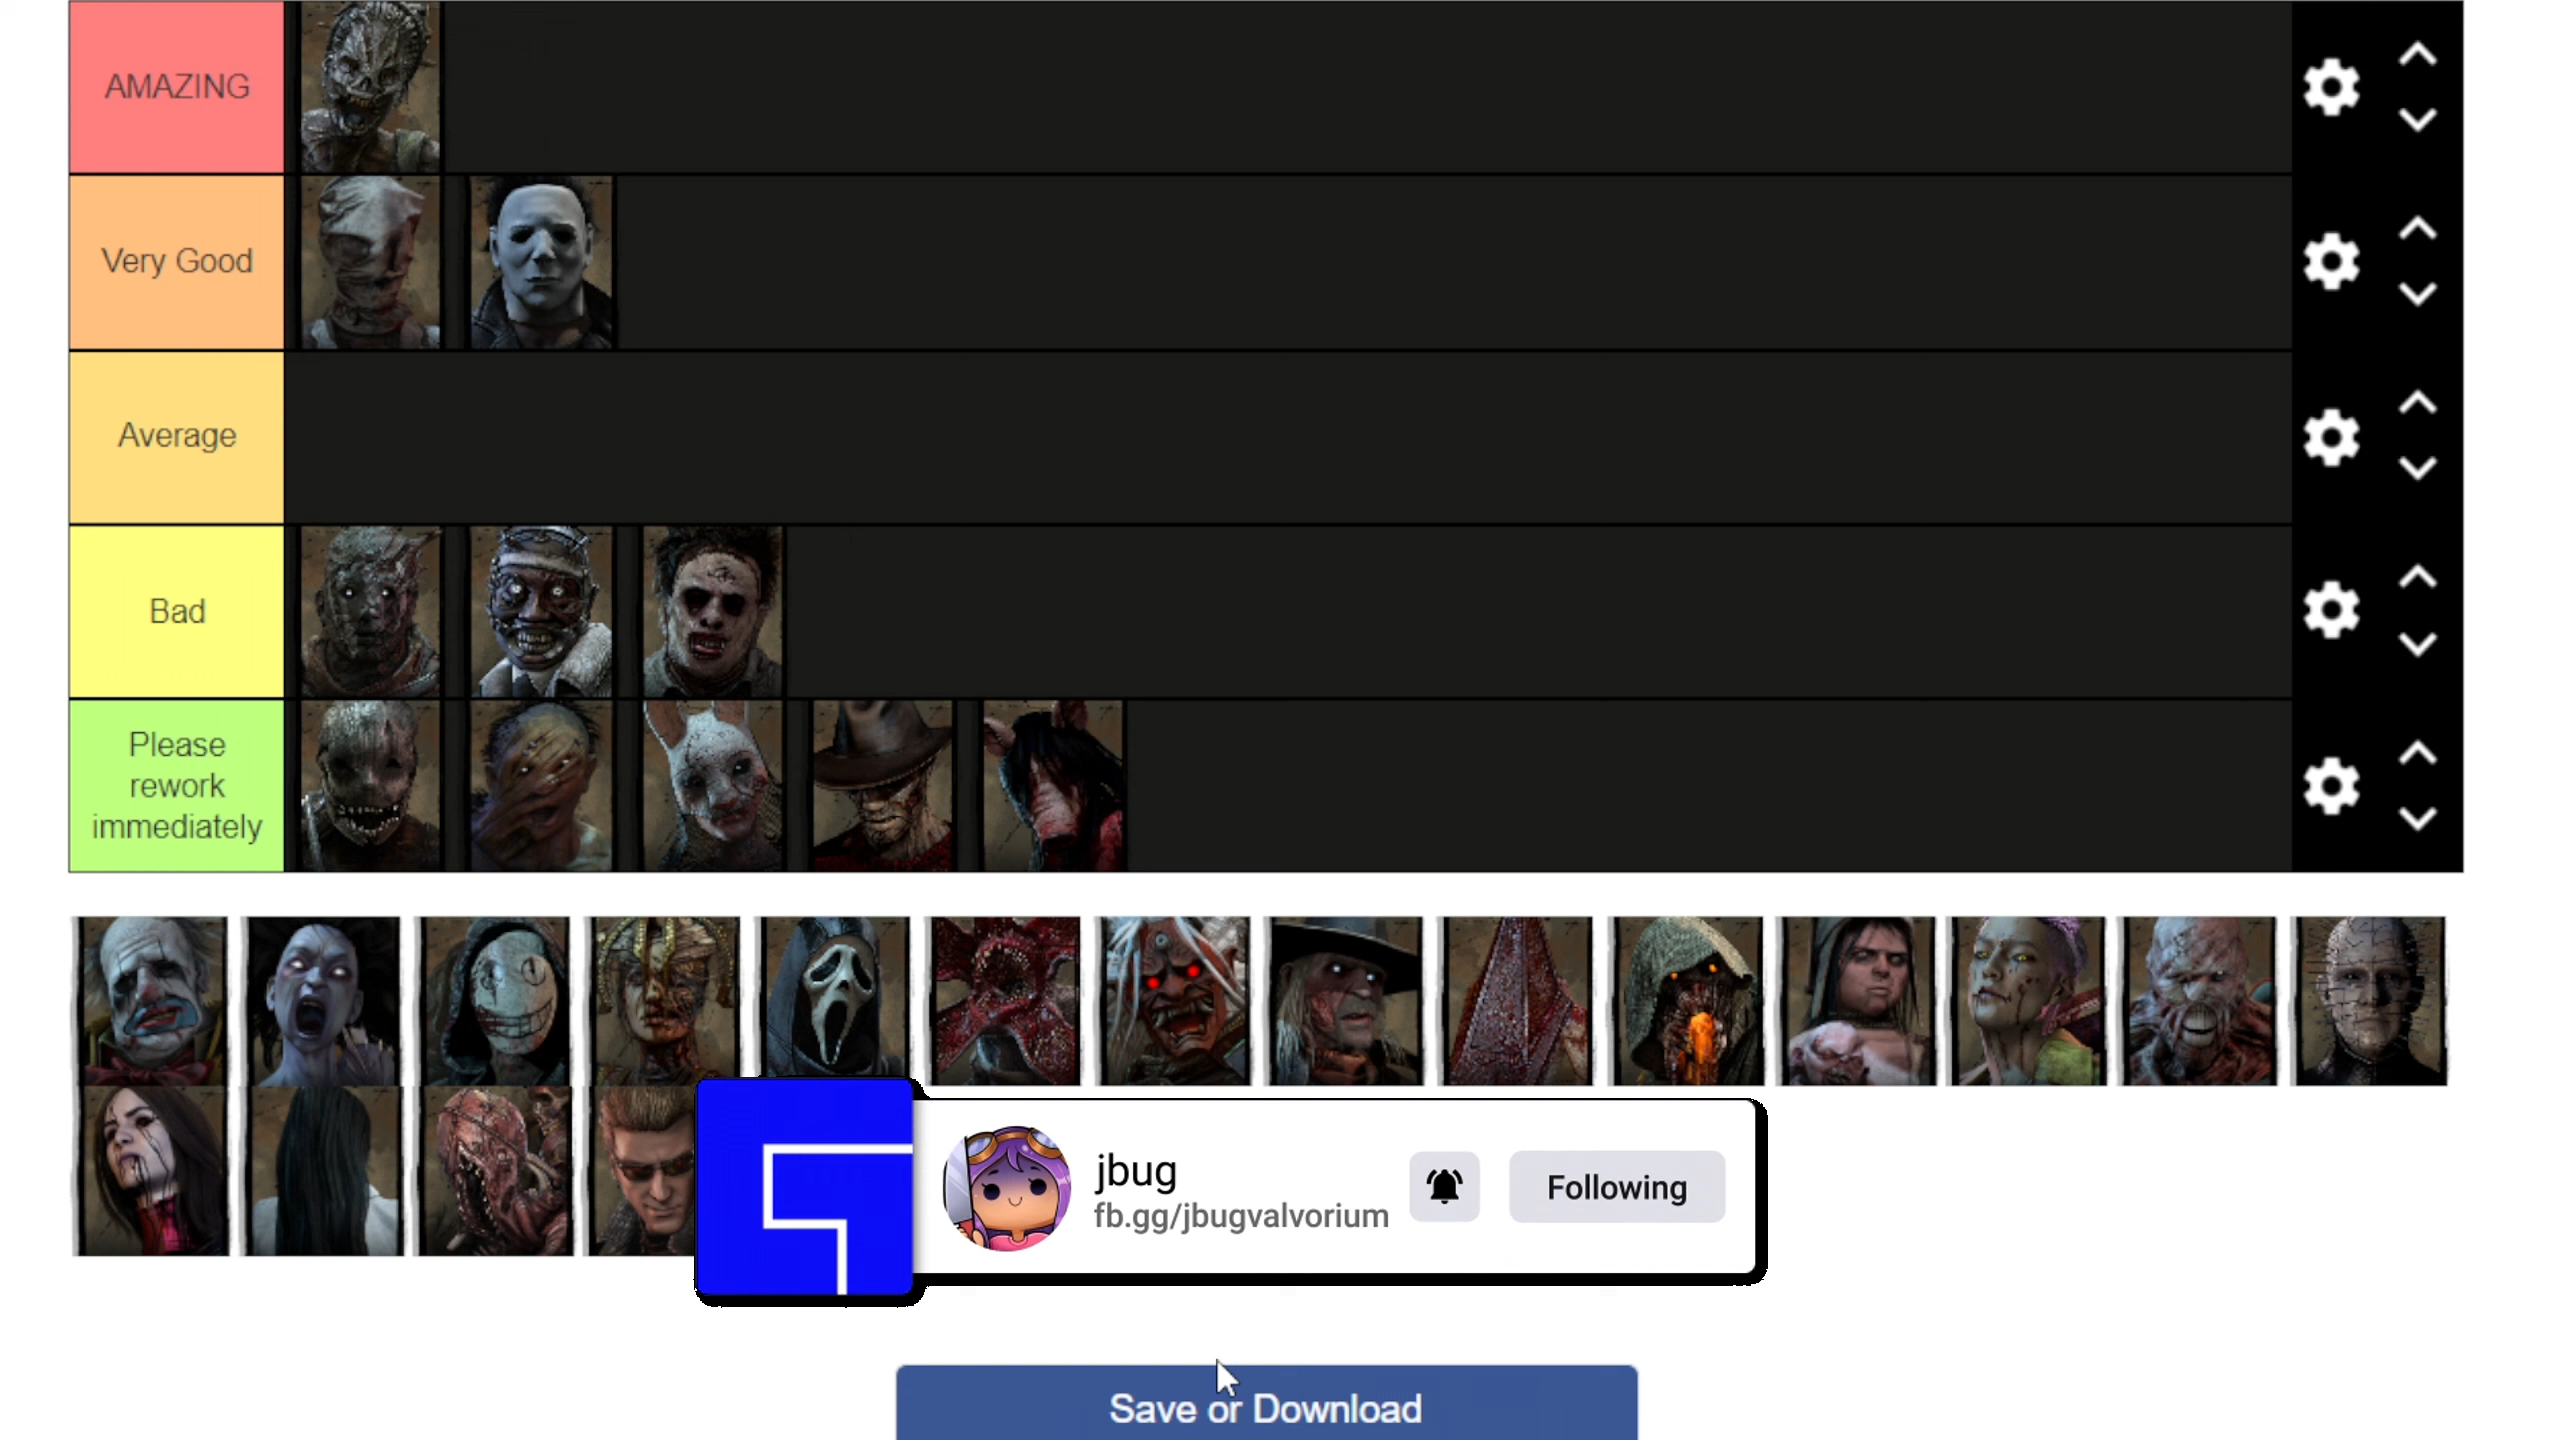 AMAZING
Very Good
Average
Bad
Please
rework
immediately
jbug
fb.gg/jbugvalvorium
Following
Save or Download